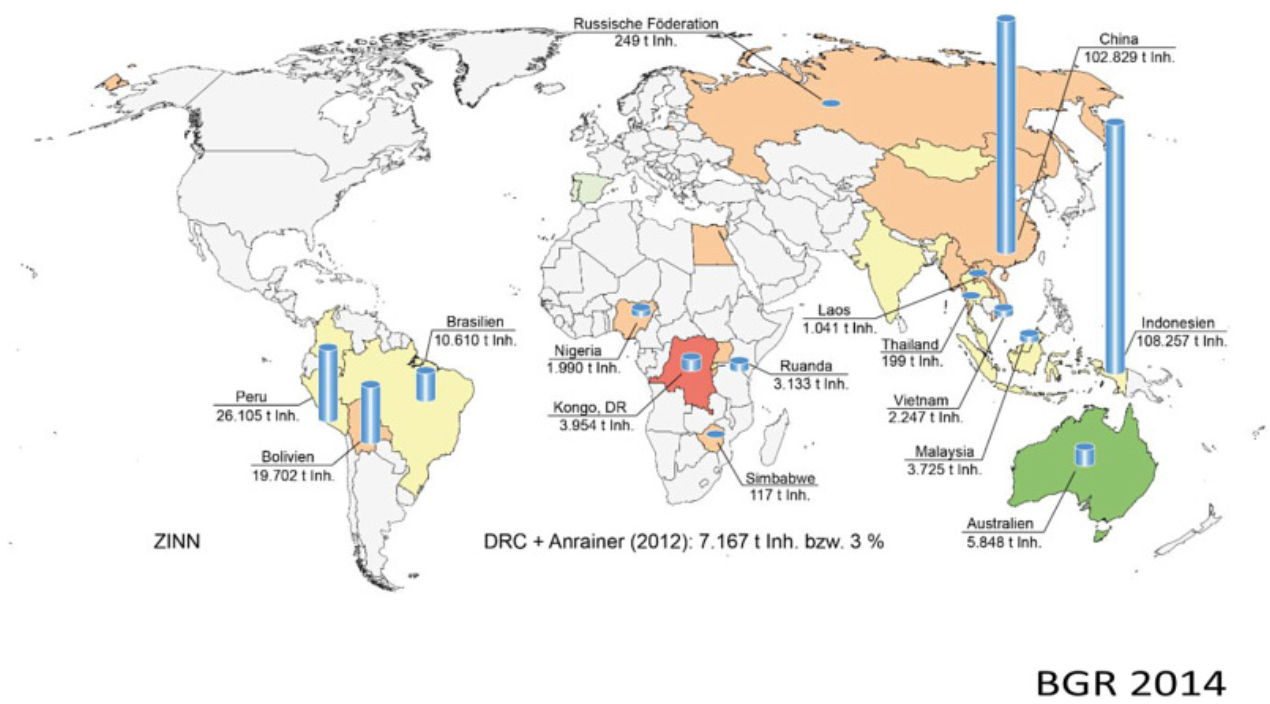 Russische Föderation
249 t Inh.
China
102.829 t Inh.
Brasilien
10.610 t Inh.
Laos
1.041 t Inh.
Indonesien
108.257 t Inh.
Nigeria
1.990 t Inh.
Thailand
199 t Inh.
Ruanda
3.133 t Inh.
Peru
26.105 t Inh.
Kongo, DR
3.954 t Inh.
Vietnam
2.247 t Inh.
Bolivien
19.702 t Inh.
Malaysia
3.725 t Inh.
Simbabwe
117 t Inh.
Australien
5.848 t Inh.
ZINN
DRC + Anrainer (2012): 7.167 t Inh. bzw. 3 %
BGR 2014